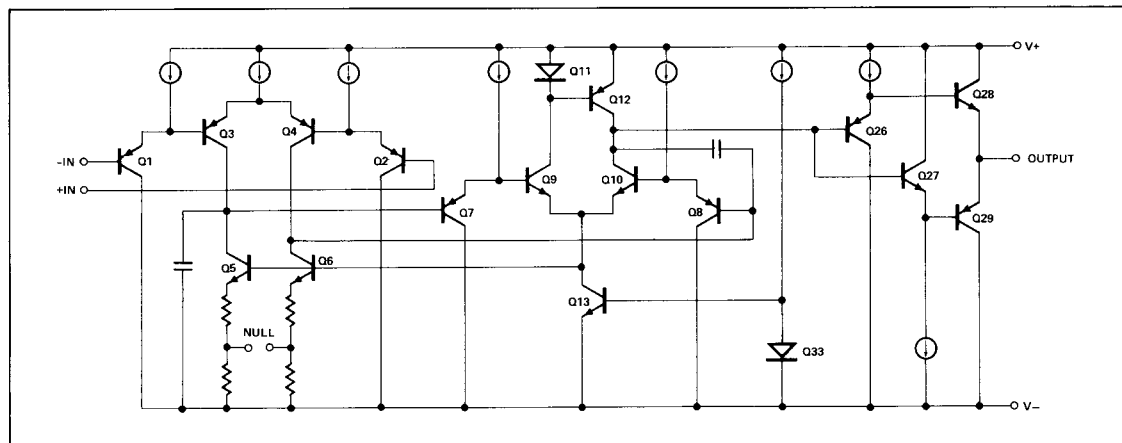 V+
Q11
Q12
Q3
Q4
Q26
Q28
-IN
Q1
Q2
+IN
OUTPUT
Q9
Q10
Q27
Q7
Q8
Q29
Q5
Q6
Q13
NULL
Q33
V-